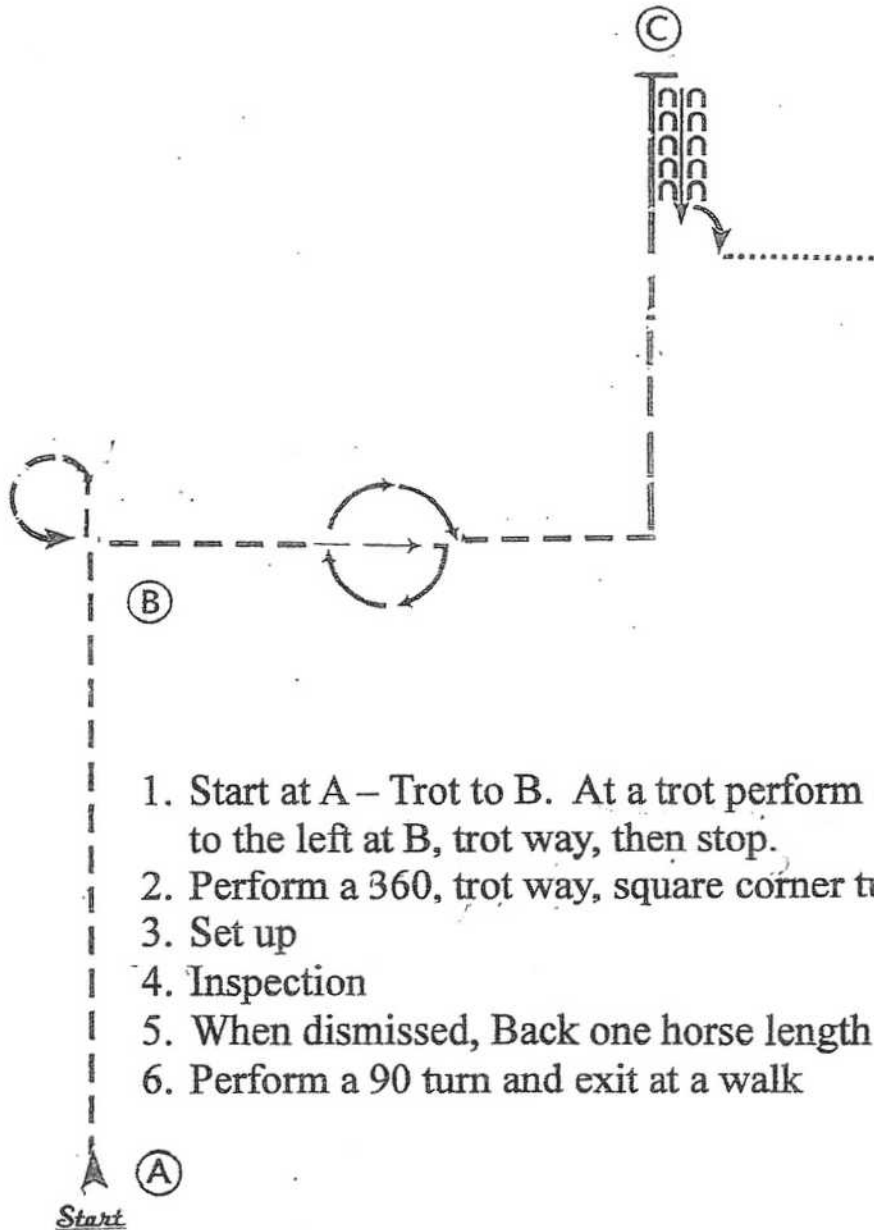 C
B
1. Start at A – Trot to B. At a trot perform
to the left at B, trot way, then stop.
2. Perform a 360, trot way, square corner
3. Set up
4. Inspection
5. When dismissed, Back one horse length
6. Perform a 90 turn and exit at a walk
A
Start